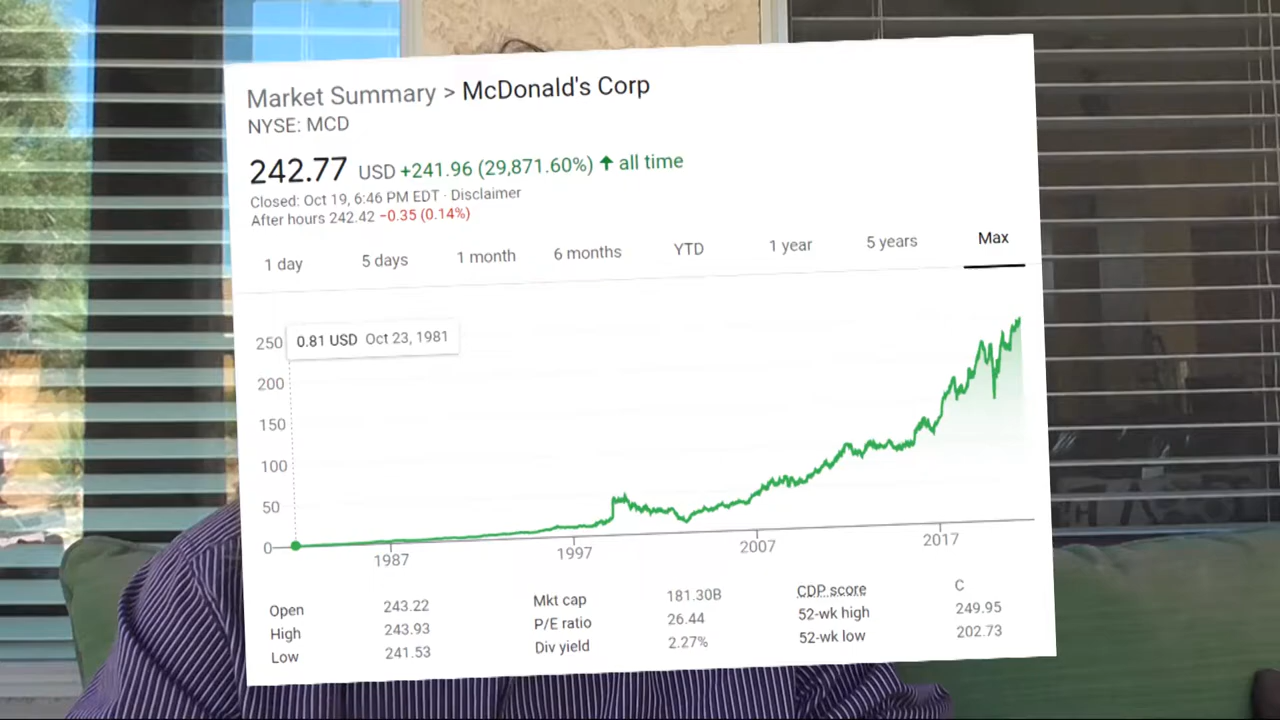 Market Summary > McDonald's Corp
NYSE: MCD
242.77 USD +241.96 (29,871.60%) ↑ all time
Closed: Oct 19, 6:46 PM EDT · Disclaimer
After hours 242.42 −0.35 (0.14%)
1 day 5 days 1 month 6 months YTD 1 year 5 years Max
0.81 USD Oct 23, 1981
250
200
150
100
50
0
1987 1997 2007 2017
Open 243.22 Mkt cap 181.30B CDP score C
High 243.93 P/E ratio 26.44 52-wk high 249.95
Low 241.53 Div yield 2.27% 52-wk low 202.73